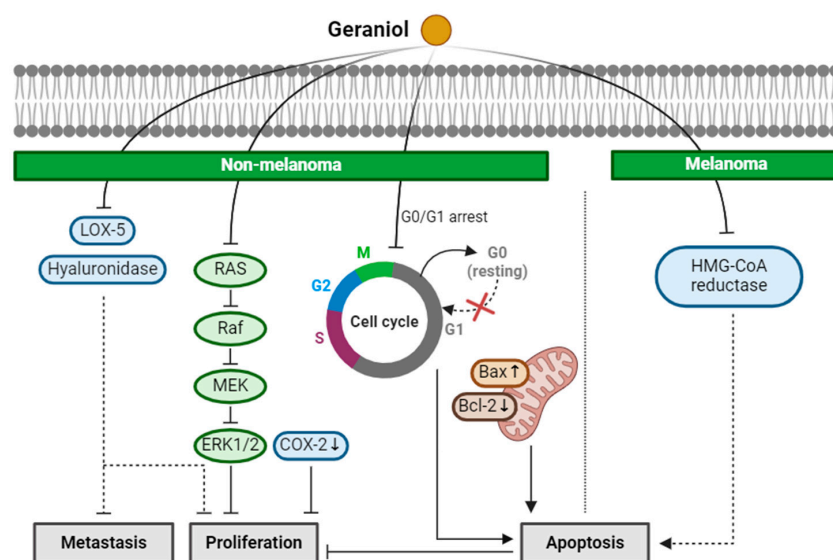 Geraniol
Non-melanoma
Melanoma
LOX-5
Hyaluronidase
RAS
Raf
MEK
ERK1/2
COX-2↓
G0/G1 arrest
M
G2
S
G1
Cell cycle
G0
(resting)
Bax↑
Bcl-2↓
HMG-CoA
reductase
Metastasis
Proliferation
Apoptosis